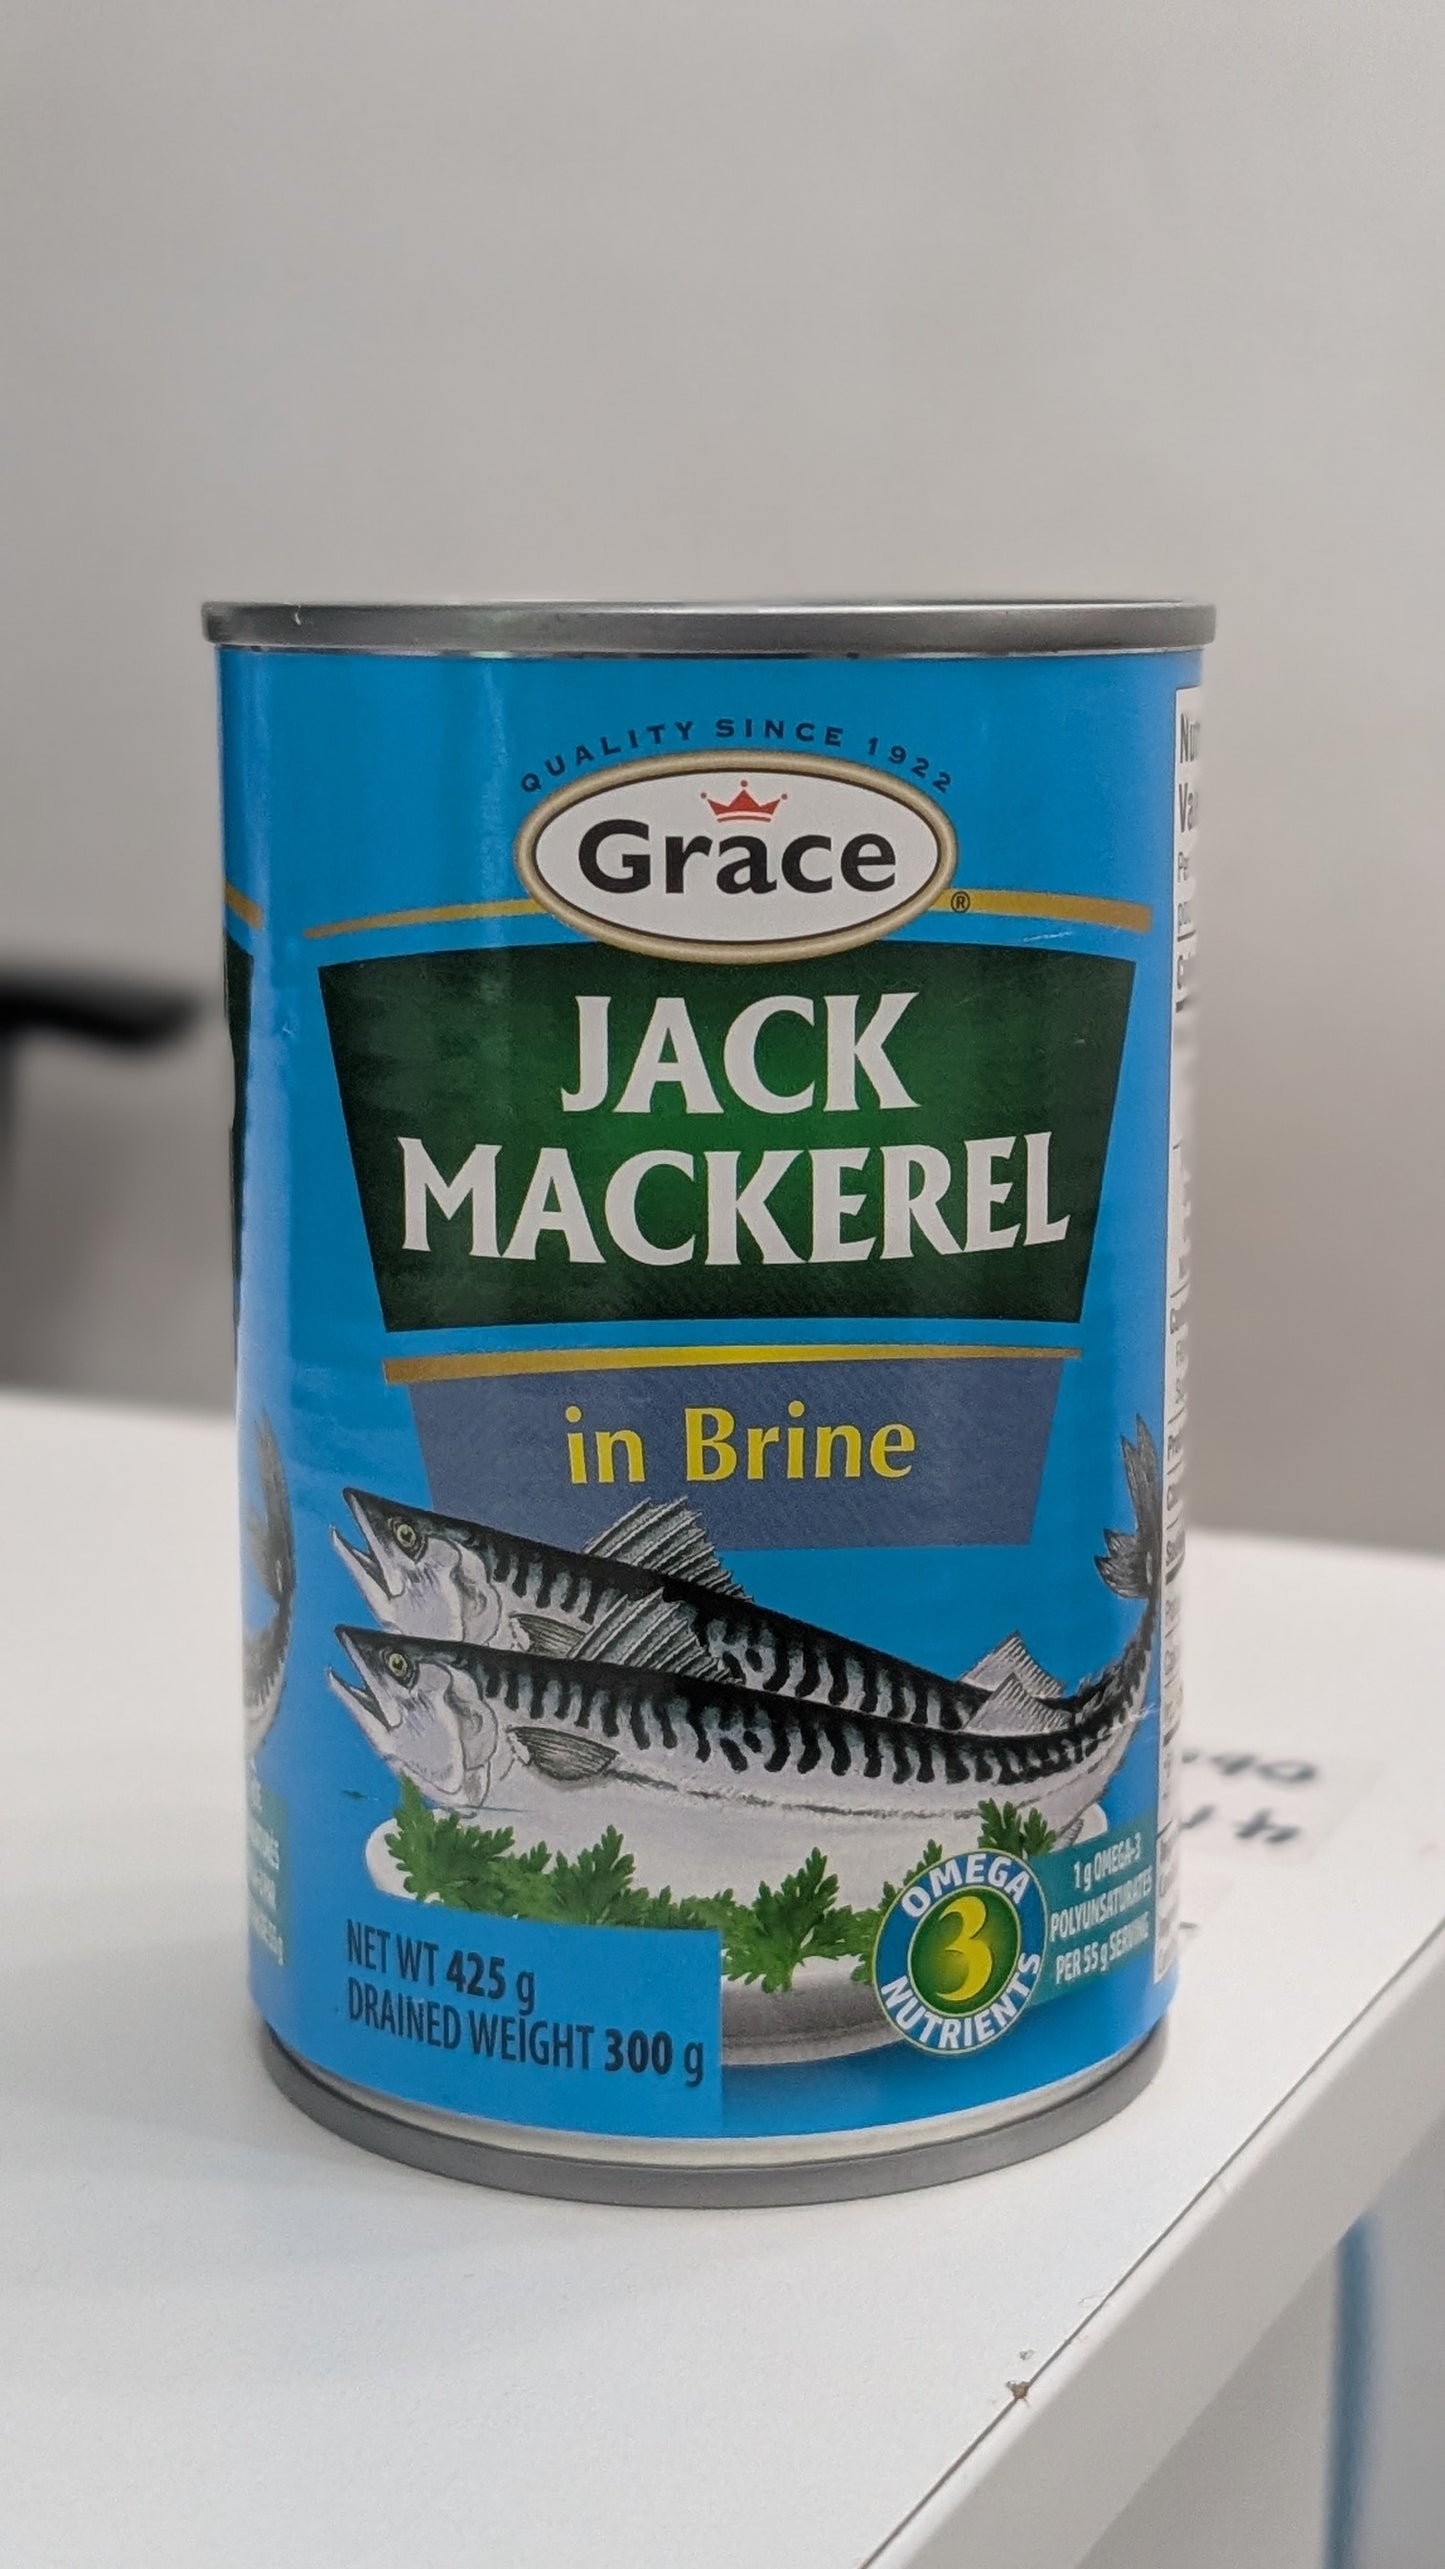 QUALITY SINCE 1922
Grace
®
JACK
MACKEREL
in Brine
NET WT 425 g
DRAINED WEIGHT 300 g
OMEGA
3
NUTRIENTS
1 g OMEGA-3
POLYUNSATURATES
PER 55 g SERVING